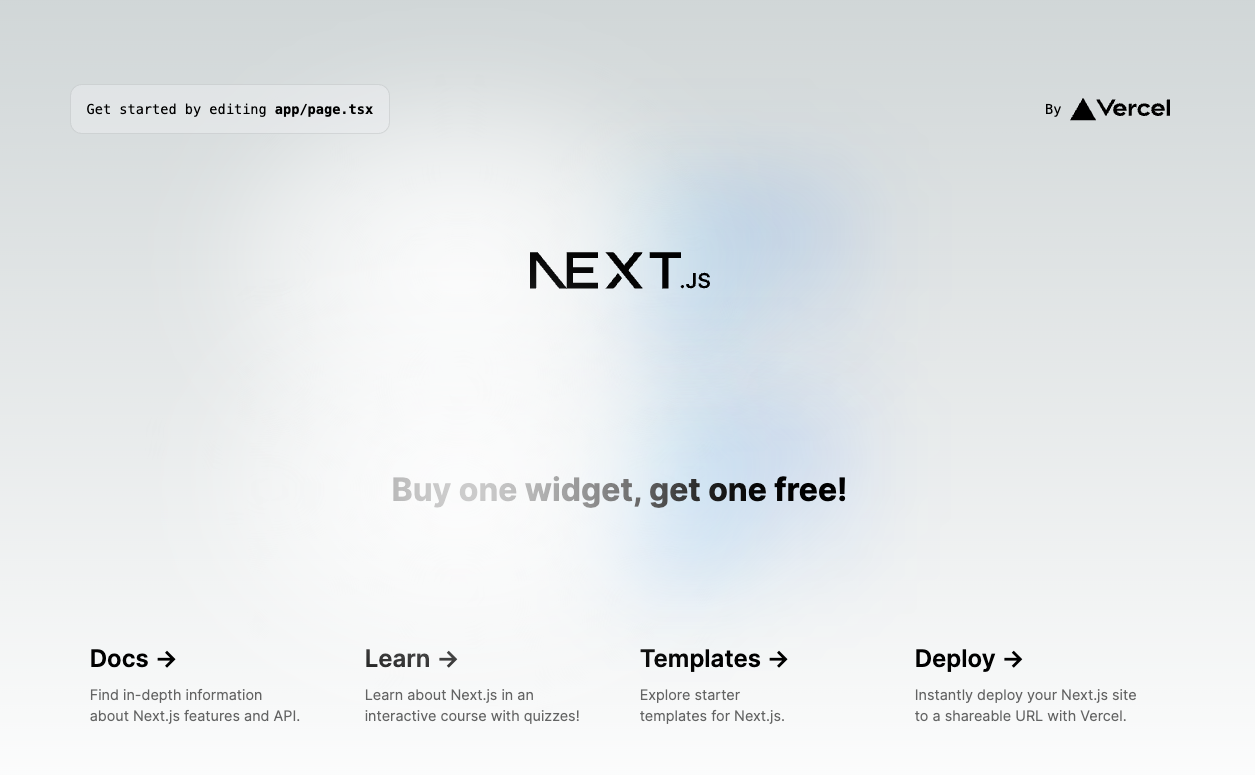 Get started by editing app/page.tsx
By Vercel
NEXT.JS
Buy one widget, get one free!
Docs →
Find in-depth information
about Next.js features and API.
Learn →
Learn about Next.js in an
interactive course with quizzes!
Templates →
Explore starter
templates for Next.js.
Deploy →
Instantly deploy your Next.js site
to a shareable URL with Vercel.